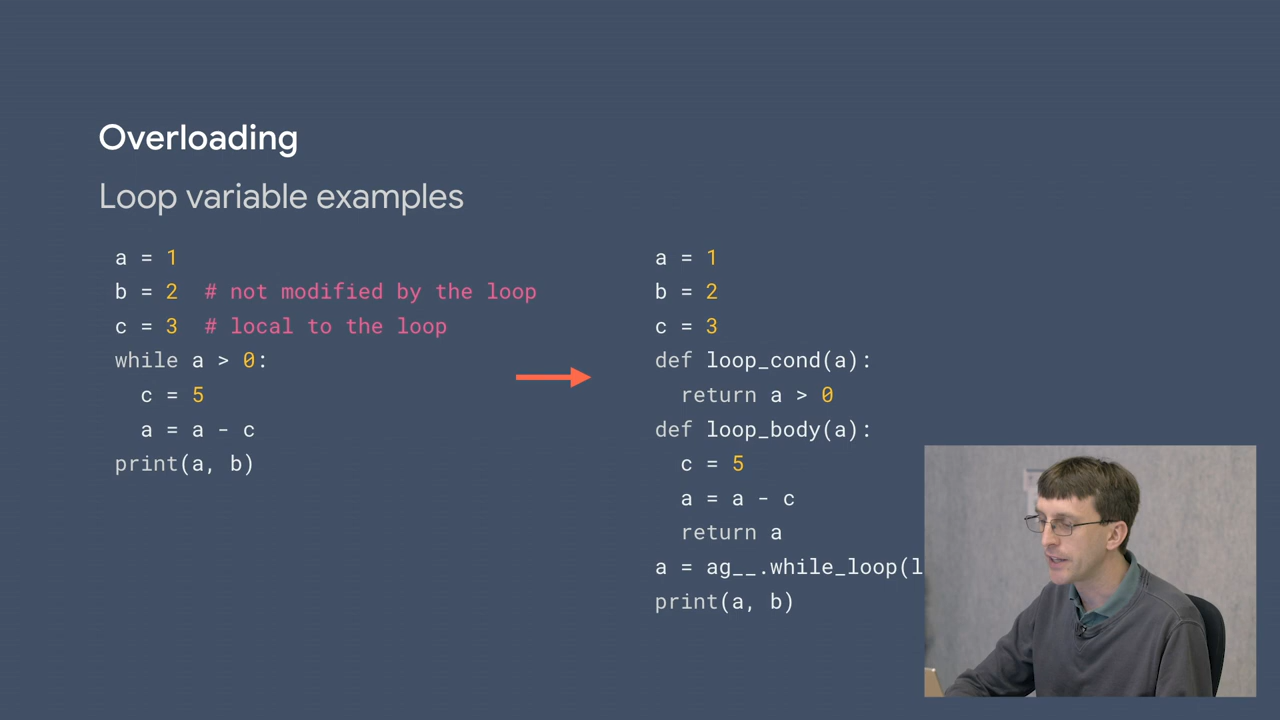 Overloading
Loop variable examples
a = 1
b = 2  # not modified by the loop
c = 3  # local to the loop
while a > 0:
  c = 5
  a = a - c
print(a, b)
a = 1
b = 2
c = 3
def loop_cond(a):
  return a > 0
def loop_body(a):
  c = 5
  a = a - c
  return a
a = ag__.while_loop(l
print(a, b)